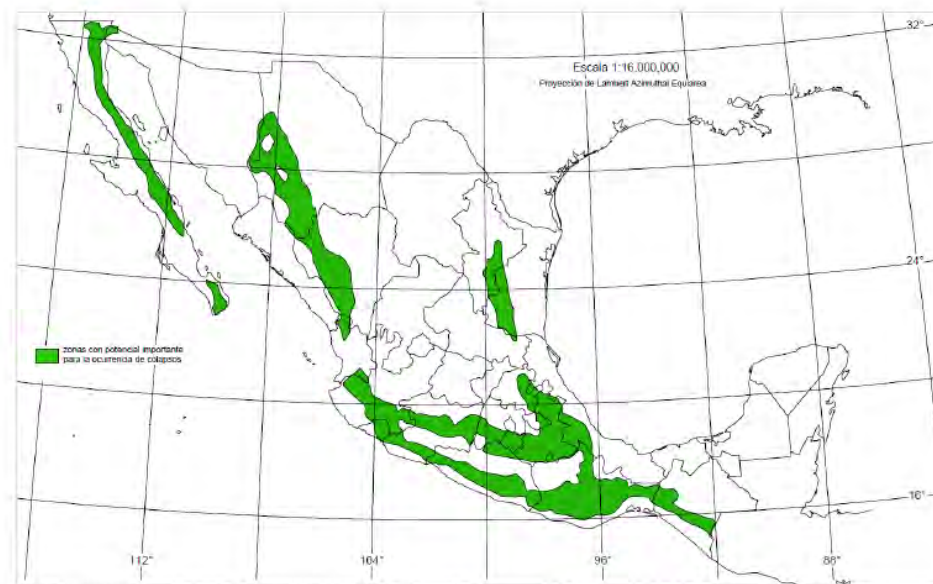 32°
Escala 1:16,000,000
Proyección de Lambert Azimuthal Equiarea
24°
zonas con potencial importante
para la ocurrencia de colapsos
16°
112°
104°
96°
88°